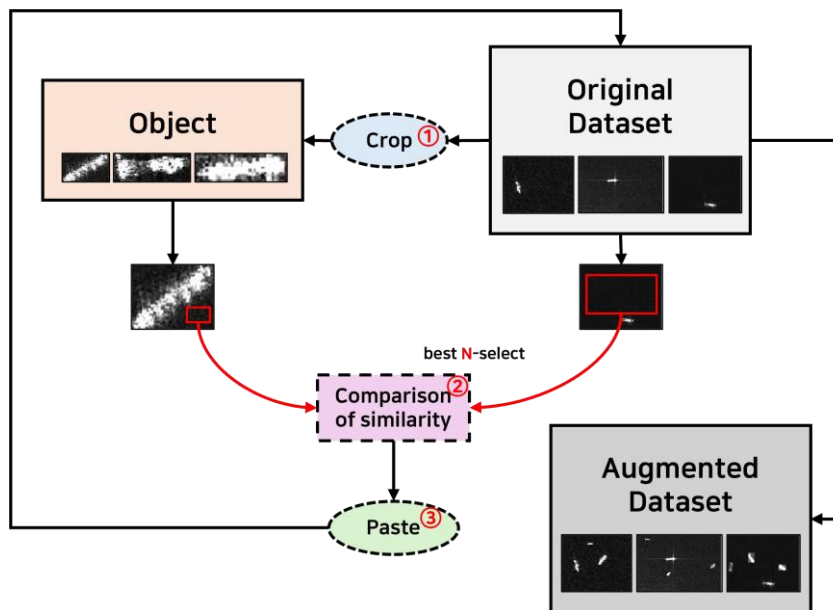 Object
Crop ①
Original
Dataset
best N-select
Comparison ②
of similarity
Paste ③
Augmented
Dataset